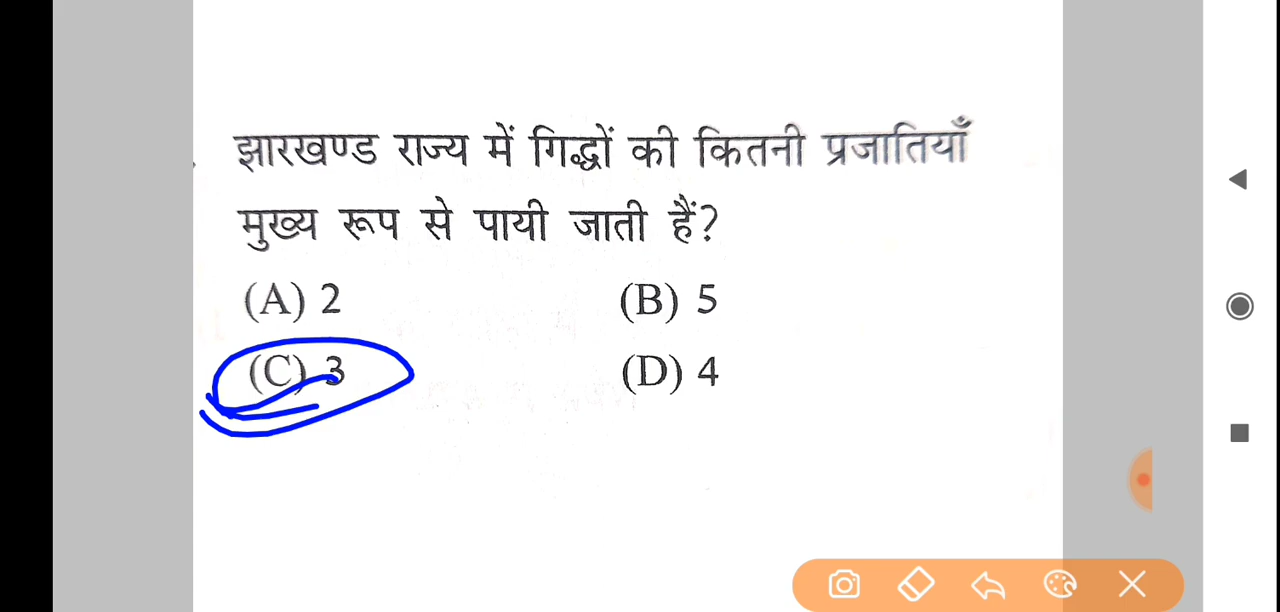 झारखण्ड राज्य में गिद्धों की कितनी प्रजातियाँ
मुख्य रूप से पायी जाती हैं?
(A) 2 (B) 5
(C) 3 (D) 4